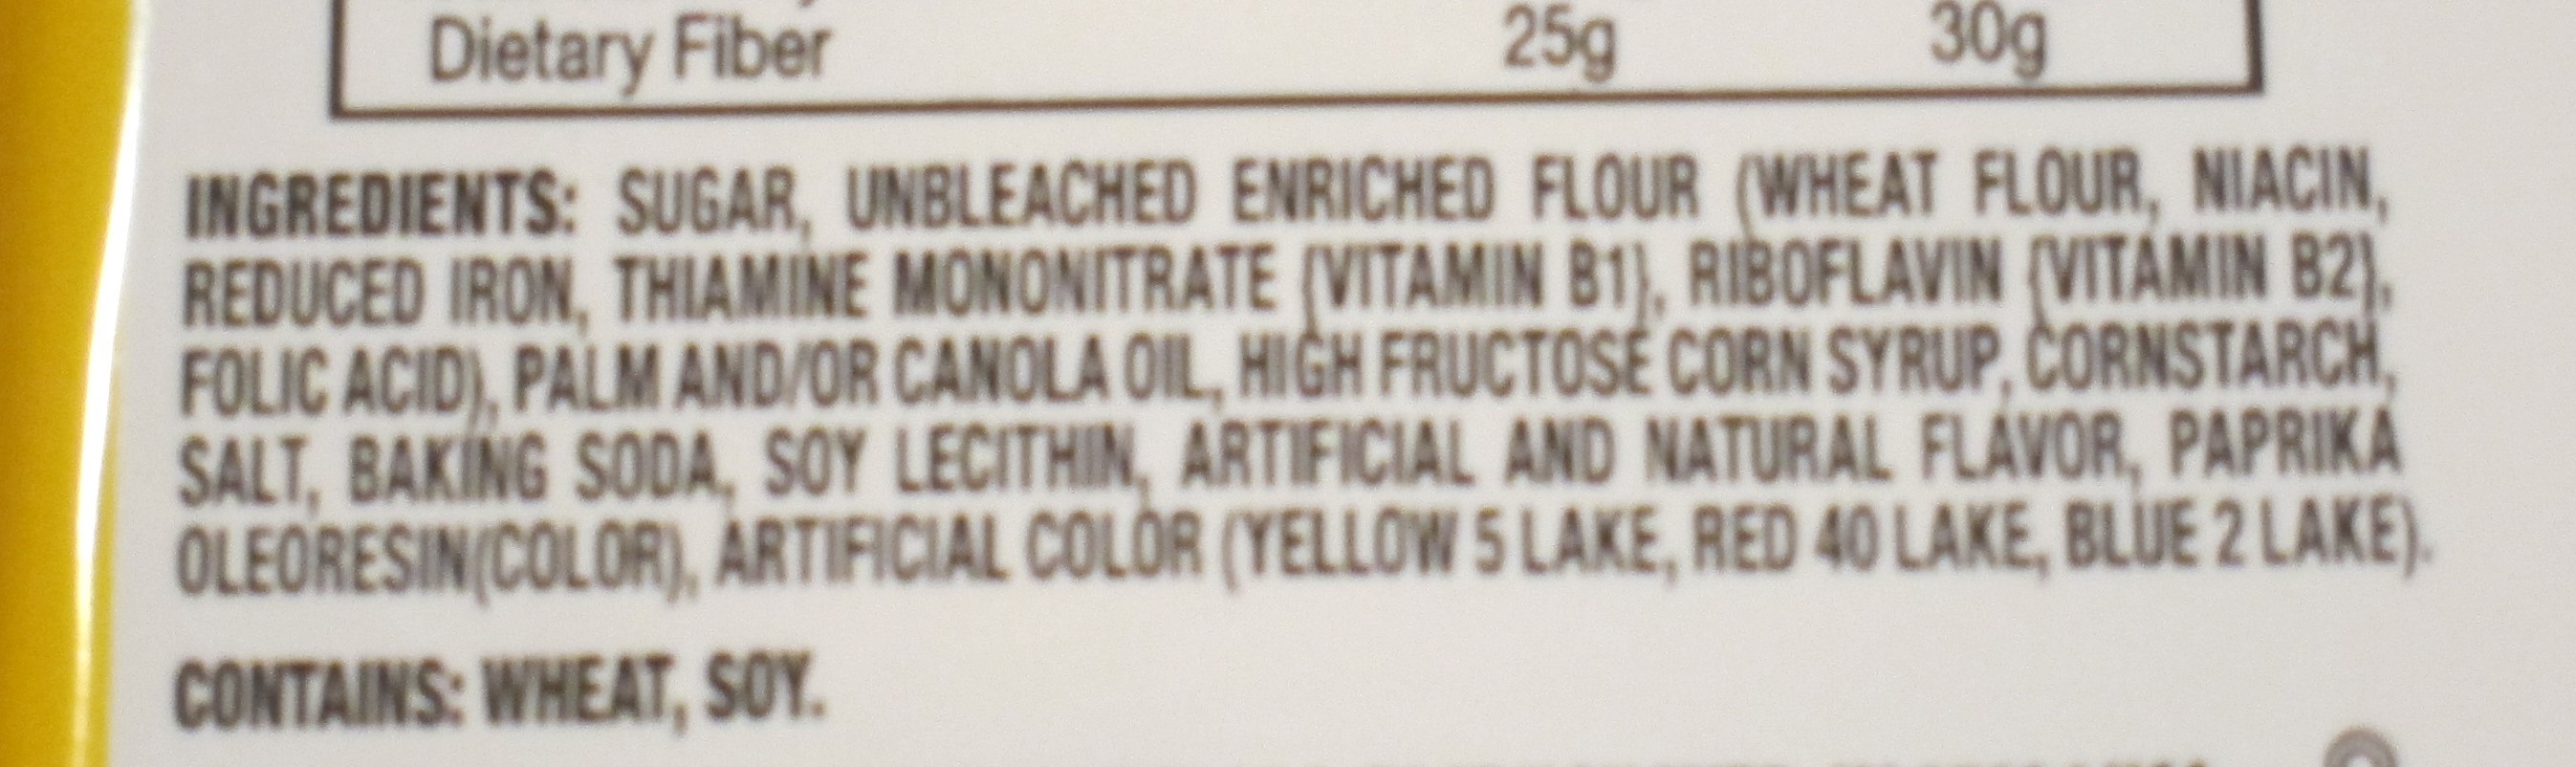 Dietary Fiber 25g 30g
INGREDIENTS: SUGAR, UNBLEACHED ENRICHED FLOUR (WHEAT FLOUR, NIACIN,
REDUCED IRON, THIAMINE MONONITRATE {VITAMIN B1}, RIBOFLAVIN {VITAMIN B2},
FOLIC ACID), PALM AND/OR CANOLA OIL, HIGH FRUCTOSE CORN SYRUP, CORNSTARCH,
SALT, BAKING SODA, SOY LECITHIN, ARTIFICIAL AND NATURAL FLAVOR, PAPRIKA
OLEORESIN(COLOR), ARTIFICIAL COLOR (YELLOW 5 LAKE, RED 40 LAKE, BLUE 2 LAKE).
CONTAINS: WHEAT, SOY.